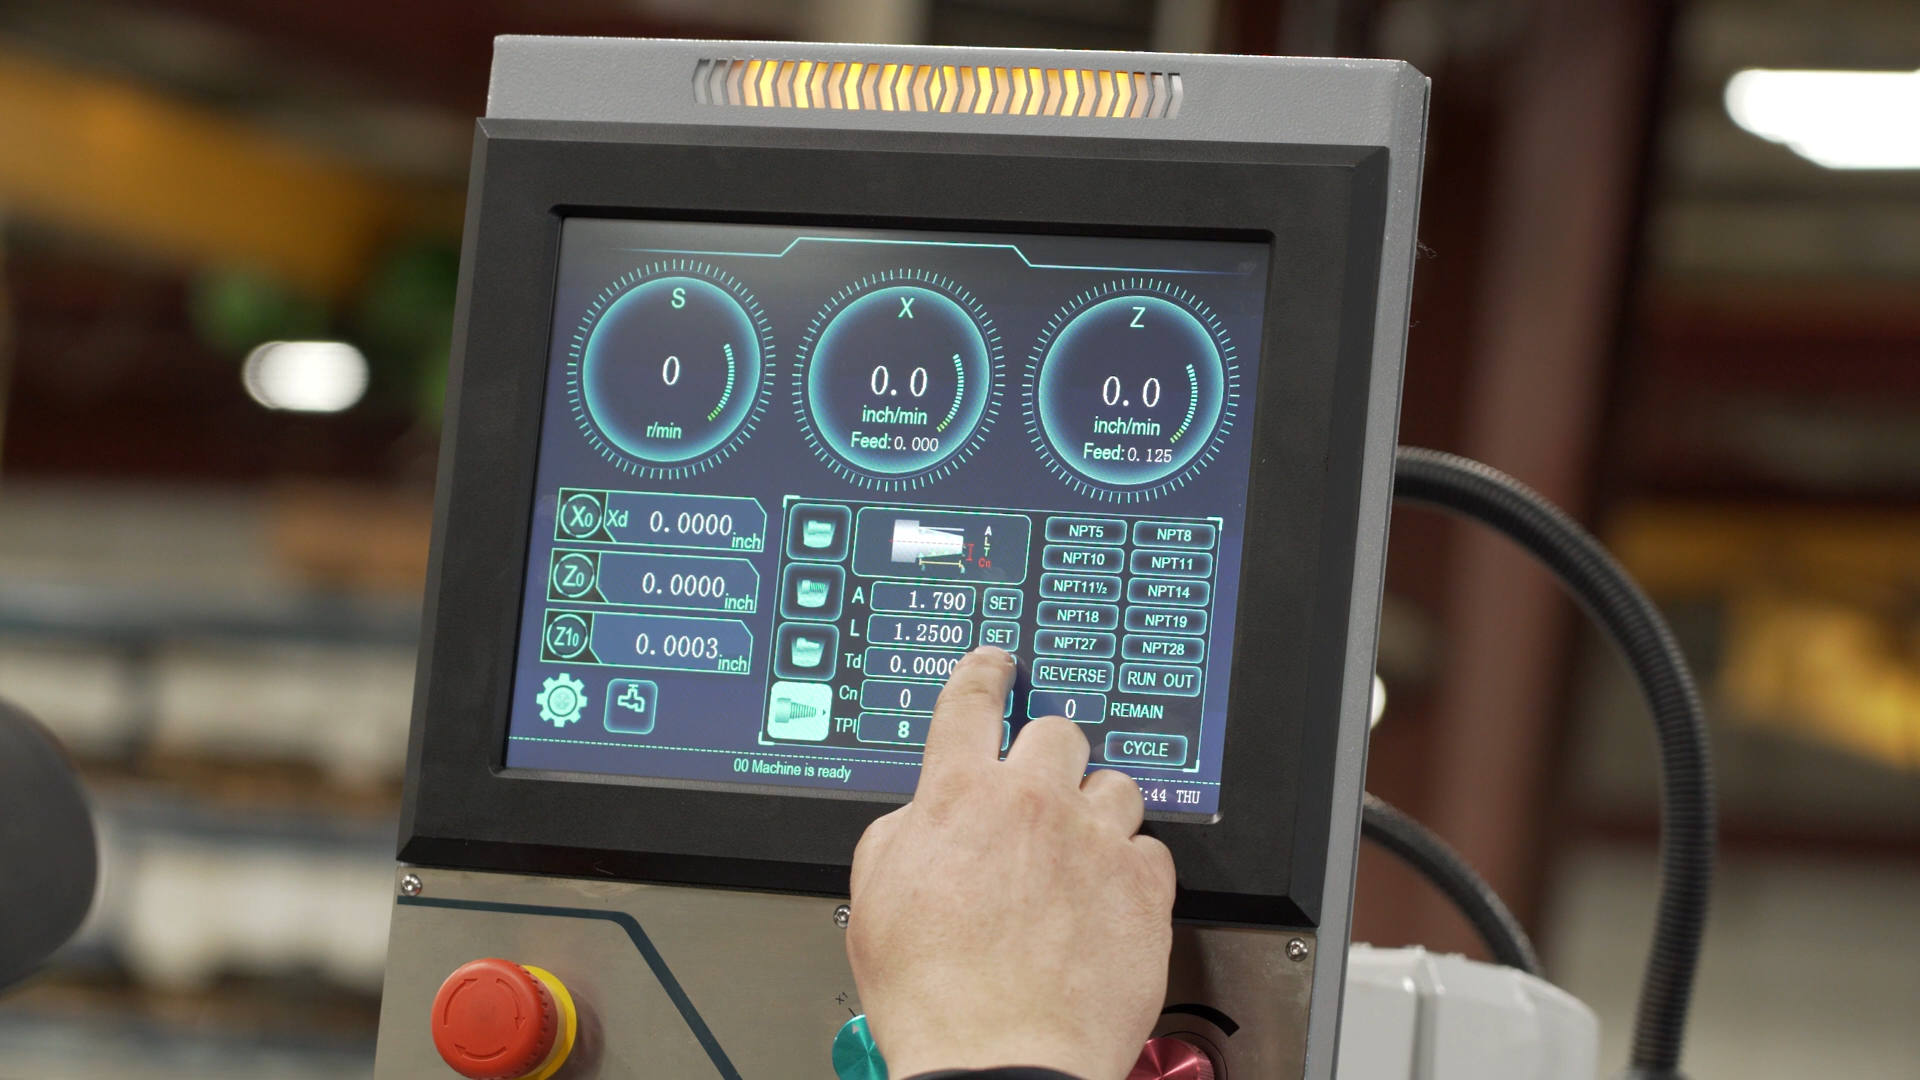 S
0
r/min
X
0.0
inch/min
Feed: 0.000
Z
0.0
inch/min
Feed: 0.125
X0 Xd 0.0000 inch
Z0 0.0000 inch
Z10 0.0003 inch
A
L
T
Cn
A 1.790 SET
L 1.2500 SET
Td 0.0000
Cn 0
TPI 8
NPT5 NPT8
NPT10 NPT11
NPT11½ NPT14
NPT18 NPT19
NPT27 NPT28
REVERSE RUN OUT
0 REMAIN
CYCLE
00 Machine is ready
:44 THU
X1